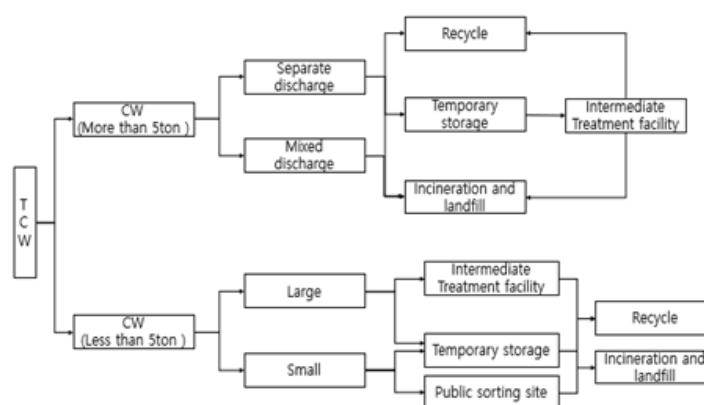 T
C
W
CW
(More than 5ton )
Separate
discharge
Mixed
discharge
Recycle
Temporary
storage
Incineration and
landfill
Intermediate
Treatment facility
CW
(Less than 5ton )
Large
Small
Intermediate
Treatment facility
Temporary storage
Public sorting site
Recycle
Incineration and
landfill